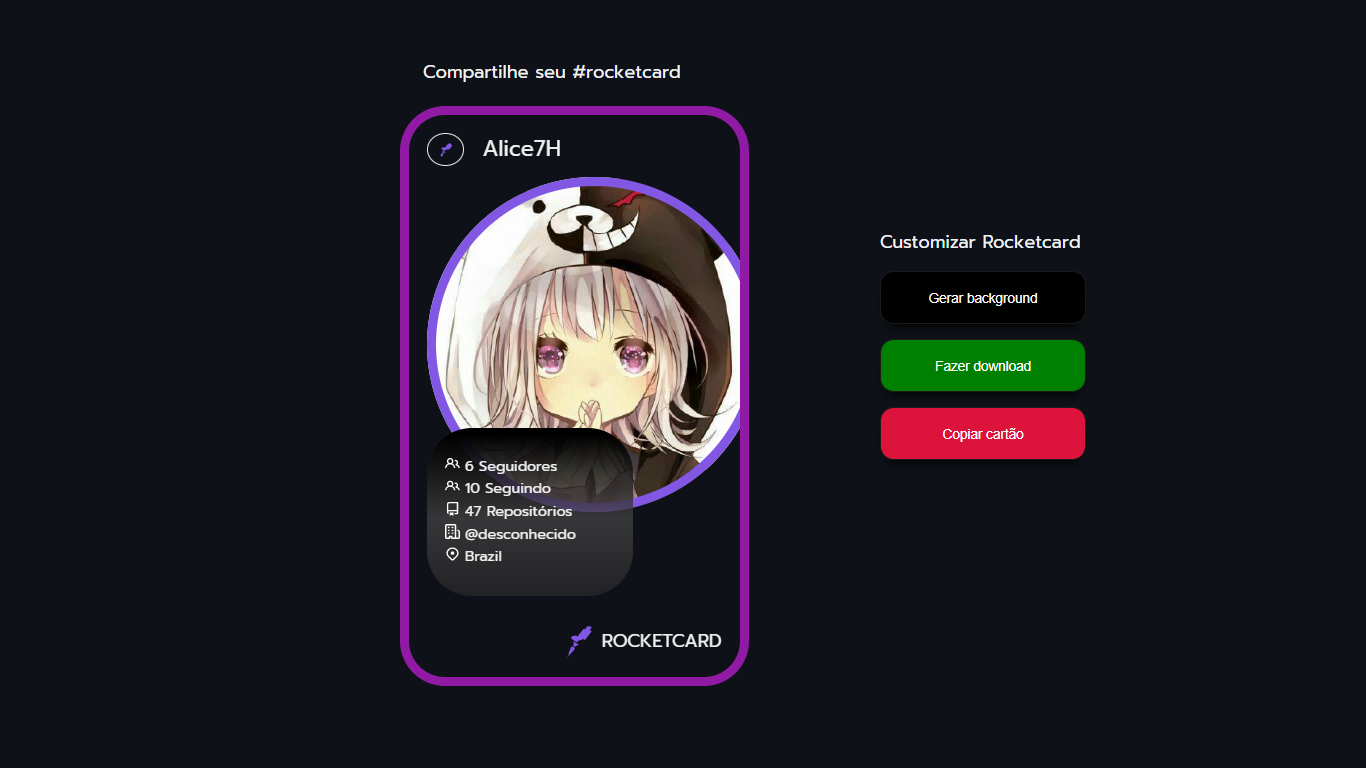 Compartilhe seu #rocketcard
Alice7H
6 Seguidores
10 Seguindo
47 Repositórios
@desconhecido
Brazil
ROCKETCARD
Customizar Rocketcard
Gerar background
Fazer download
Copiar cartão